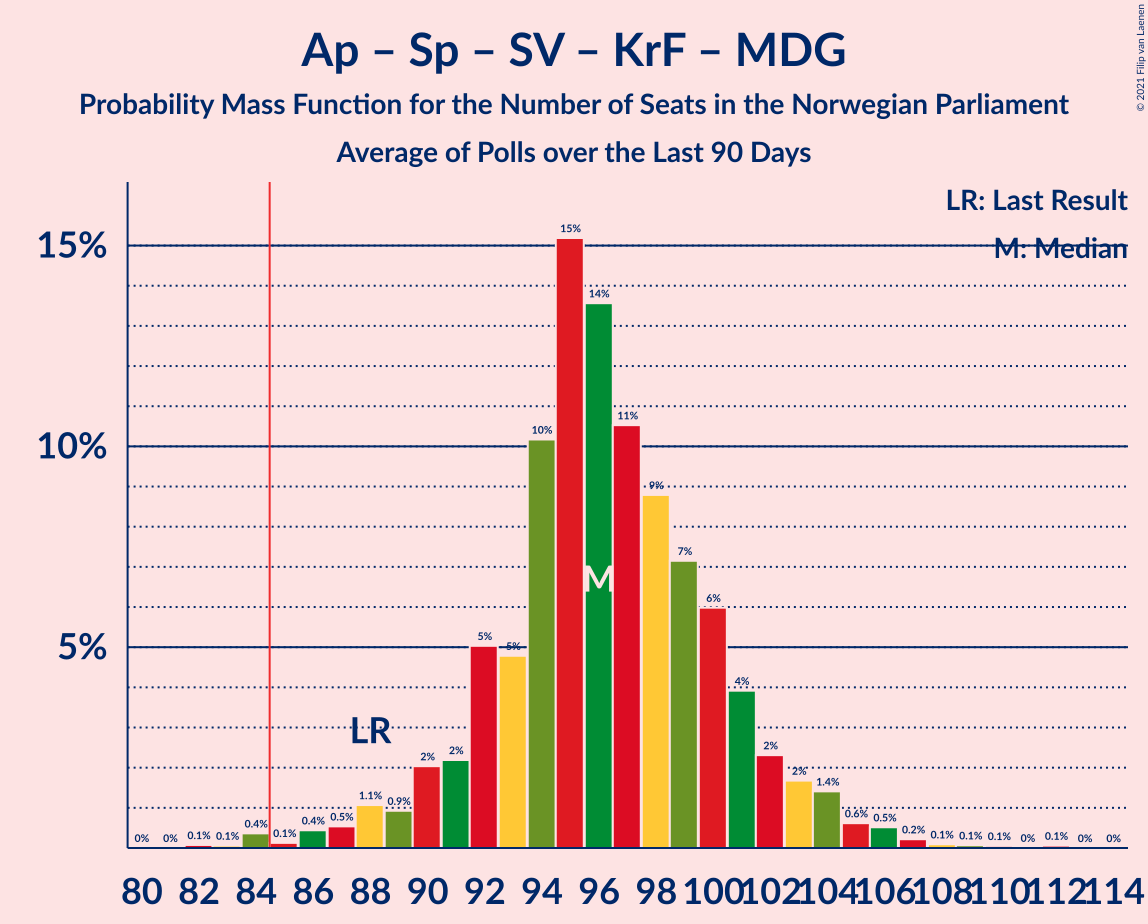 Ap – Sp – SV – KrF – MDG
Probability Mass Function for the Number of Seats in the Norwegian Parliament
Average of Polls over the Last 90 Days
© 2021 Filip van Laenen
LR: Last Result
M: Median
15%
10%
5%
0% 0% 0.1% 0.1% 0.4% 0.1% 0.4% 0.5% 1.1% 0.9% 2% 2% 5% 5% 10% 15% 14% 11% 9% 7% 6% 4% 2% 2% 1.4% 0.6% 0.5% 0.2% 0.1% 0.1% 0.1% 0% 0.1% 0% 0%
LR
M
80 82 84 86 88 90 92 94 96 98 100 102 104 106 108 110 112 114